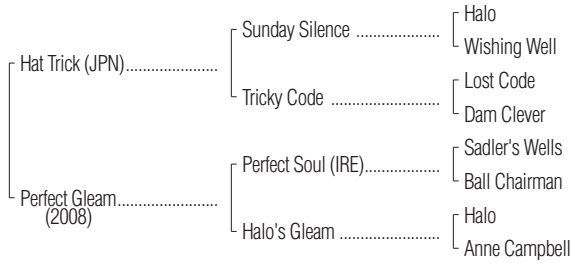 Halo
Sunday Silence ...................
Wishing Well
Hat Trick (JPN)......................
Lost Code
Tricky Code .........................
Dam Clever
Sadler's Wells
Perfect Soul (IRE)..................
Ball Chairman
Perfect Gleam........................
(2008)
Halo
Halo's Gleam .......................
Anne Campbell